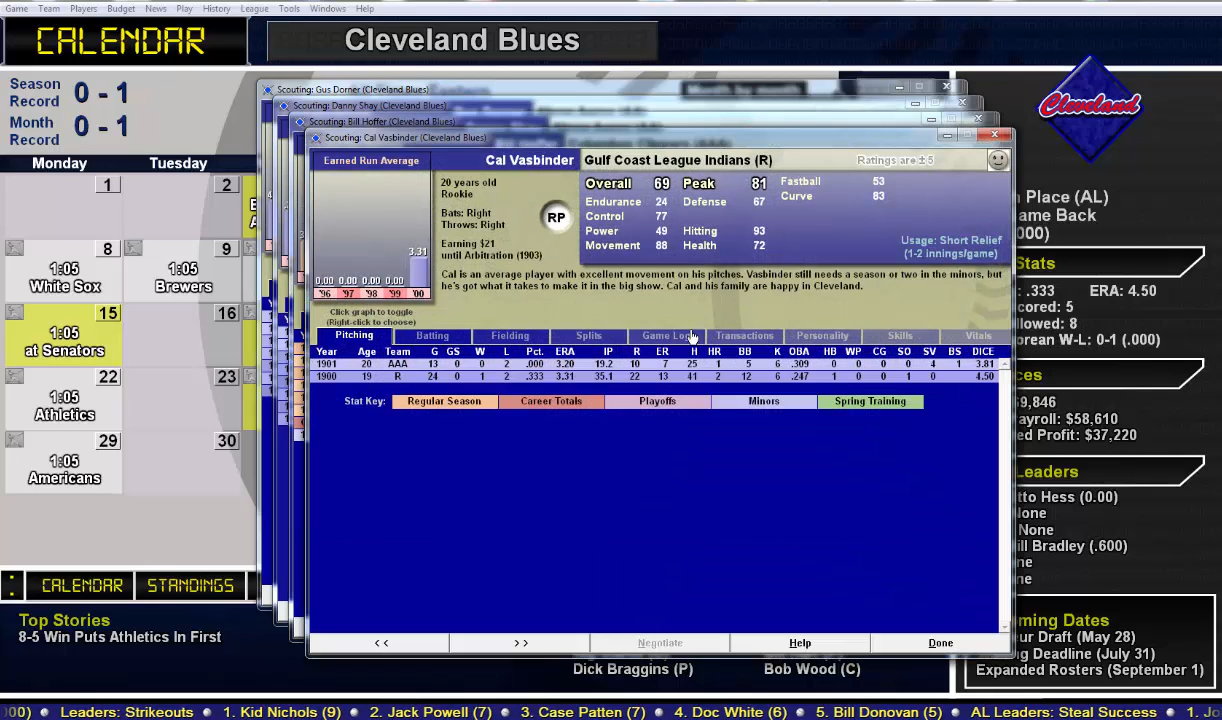 Game Team Players Budget News Play History League Tools Windows Help
CALENDAR
Cleveland Blues
Season Record 0 - 1
Month Record 0 - 1
Monday Tuesday
1 2
8 9
1:05 White Sox
1:05 Brewers
15 16
1:05 at Senators
22 23
1:05 Athletics
29 30
1:05 Americans
Scouting: Gus Dorner (Cleveland Blues)
Scouting: Danny Shay (Cleveland Blues)
Scouting: Bill Hoffer (Cleveland Blues)
Scouting: Cal Vasbinder (Cleveland Blues)
Earned Run Average
3.31
0.00 0.00 0.00 0.00
'96 '97 '98 '99 '00
Click graph to toggle
(Right-click to choose)
Cal Vasbinder
20 years old
Rookie
Bats: Right
Throws: Right
RP
Earning $21
until Arbitration (1903)
Gulf Coast League Indians (R)
Ratings are ± 5
Overall 69 Peak 81 Fastball 53
Endurance 24 Defense 67 Curve 83
Control 77
Power 49 Hitting 93
Movement 88 Health 72
Usage: Short Relief
(1-2 innings/game)
Cal is an average player with excellent movement on his pitches. Vasbinder still needs a season or two in the minors, but
he's got what it takes to make it in the big show. Cal and his family are happy in Cleveland.
Pitching Batting Fielding Splits Game Log Transactions Personality Skills Vitals
Year Age Team G GS W L Pct. ERA IP R ER H HR BB K OBA HB WP CG SO SV BS DICE
1901 20 AAA 13 0 0 2 .000 3.20 19.2 10 7 25 1 5 6 .309 0 0 0 0 4 1 3.81
1900 19 R 24 0 1 2 .333 3.31 35.1 22 13 41 2 12 6 .247 1 0 0 0 1 0 4.50
Stat Key: Regular Season Career Totals Playoffs Minors Spring Training
<< >> Negotiate Help Done
Cleveland
Place (AL)
ame Back
000)
Stats
: .333 ERA: 4.50
cored: 5
llowed: 8
orean W-L: 0-1 (.000)
ces
9,846
ayroll: $58,610
ed Profit: $37,220
Leaders
tto Hess (0.00)
None
None
ill Bradley (.600)
ne
ne
CALENDAR STANDINGS
Top Stories
8-5 Win Puts Athletics In First
Dick Braggins (P) Bob Wood (C)
ming Dates
ur Draft (May 28)
ng Deadline (July 31)
Expanded Rosters (September 1)
00) Leaders: Strikeouts 1. Kid Nichols (9) 2. Jack Powell (7) 3. Case Patten (7) 4. Doc White (6) 5. Bill Donovan (5) AL Leaders: Steal Success 1. Jo